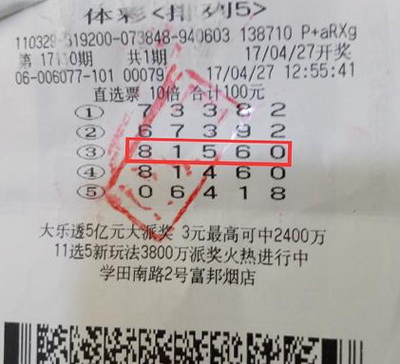 体彩<排列5>
110329-519200-073848-940603 138710 P+aRXg
第17110期 共1期 17/04/27开奖
06-006077-101 00079 17/04/27 12:55:41
直选票 10倍 合计100元
① 7 3 3 8 2
② 6 7 3 9 2
③ 8 1 5 6 0
④ 8 1 4 6 0
⑤ 0 6 4 1 8
大乐透5亿元大派奖 3元最高可中2400万
11选5新玩法3800万派奖火热进行中
学田南路2号富邦烟店